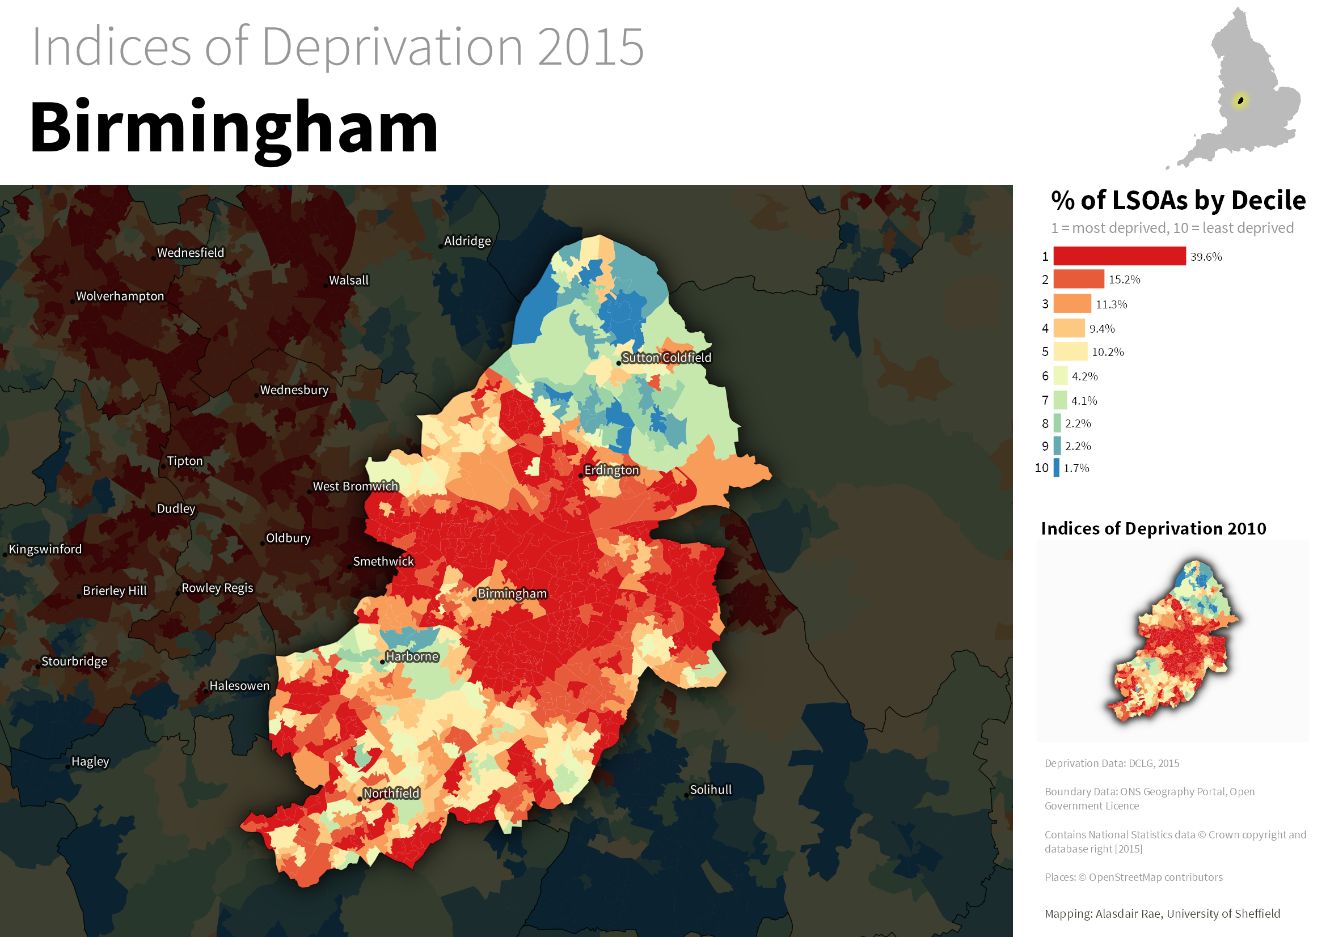 Indices of Deprivation 2015
Birmingham
% of LSOAs by Decile
1 = most deprived, 10 = least deprived
1 39.6%
2 15.2%
3 11.3%
4 9.4%
5 10.2%
6 4.2%
7 4.1%
8 2.2%
9 2.2%
10 1.7%
Aldridge
Wednesfield
Walsall
Wolverhampton
Sutton Coldfield
Wednesbury
Tipton
Erdington
West Bromwich
Dudley
Oldbury
Kingswinford
Smethwick
Brierley Hill
Rowley Regis
Birmingham
Stourbridge
Harborne
Halesowen
Hagley
Northfield
Solihull
Indices of Deprivation 2010
Deprivation Data: DCLG, 2015
Boundary Data: ONS Geography Portal, Open
Government Licence
Contains National Statistics data © Crown copyright and
database right [2015]
Places: © OpenStreetMap contributors
Mapping: Alasdair Rae, University of Sheffield